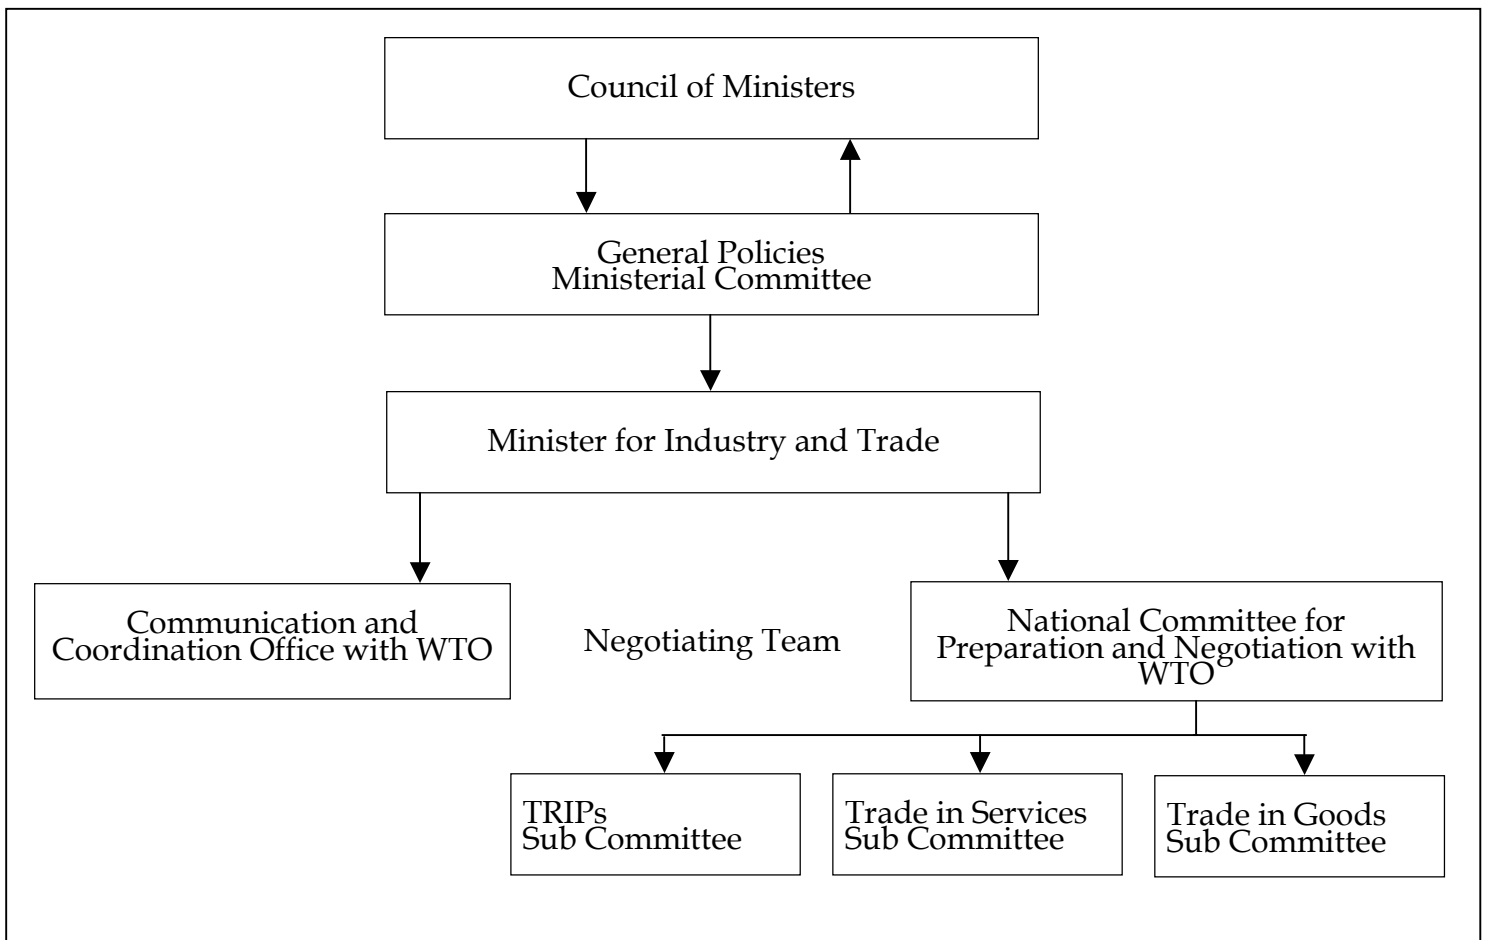 Council of Ministers
General Policies
Ministerial Committee
Minister for Industry and Trade
Communication and
Coordination Office with WTO
Negotiating Team
National Committee for
Preparation and Negotiation with
WTO
TRIPs
Sub Committee
Trade in Services
Sub Committee
Trade in Goods
Sub Committee